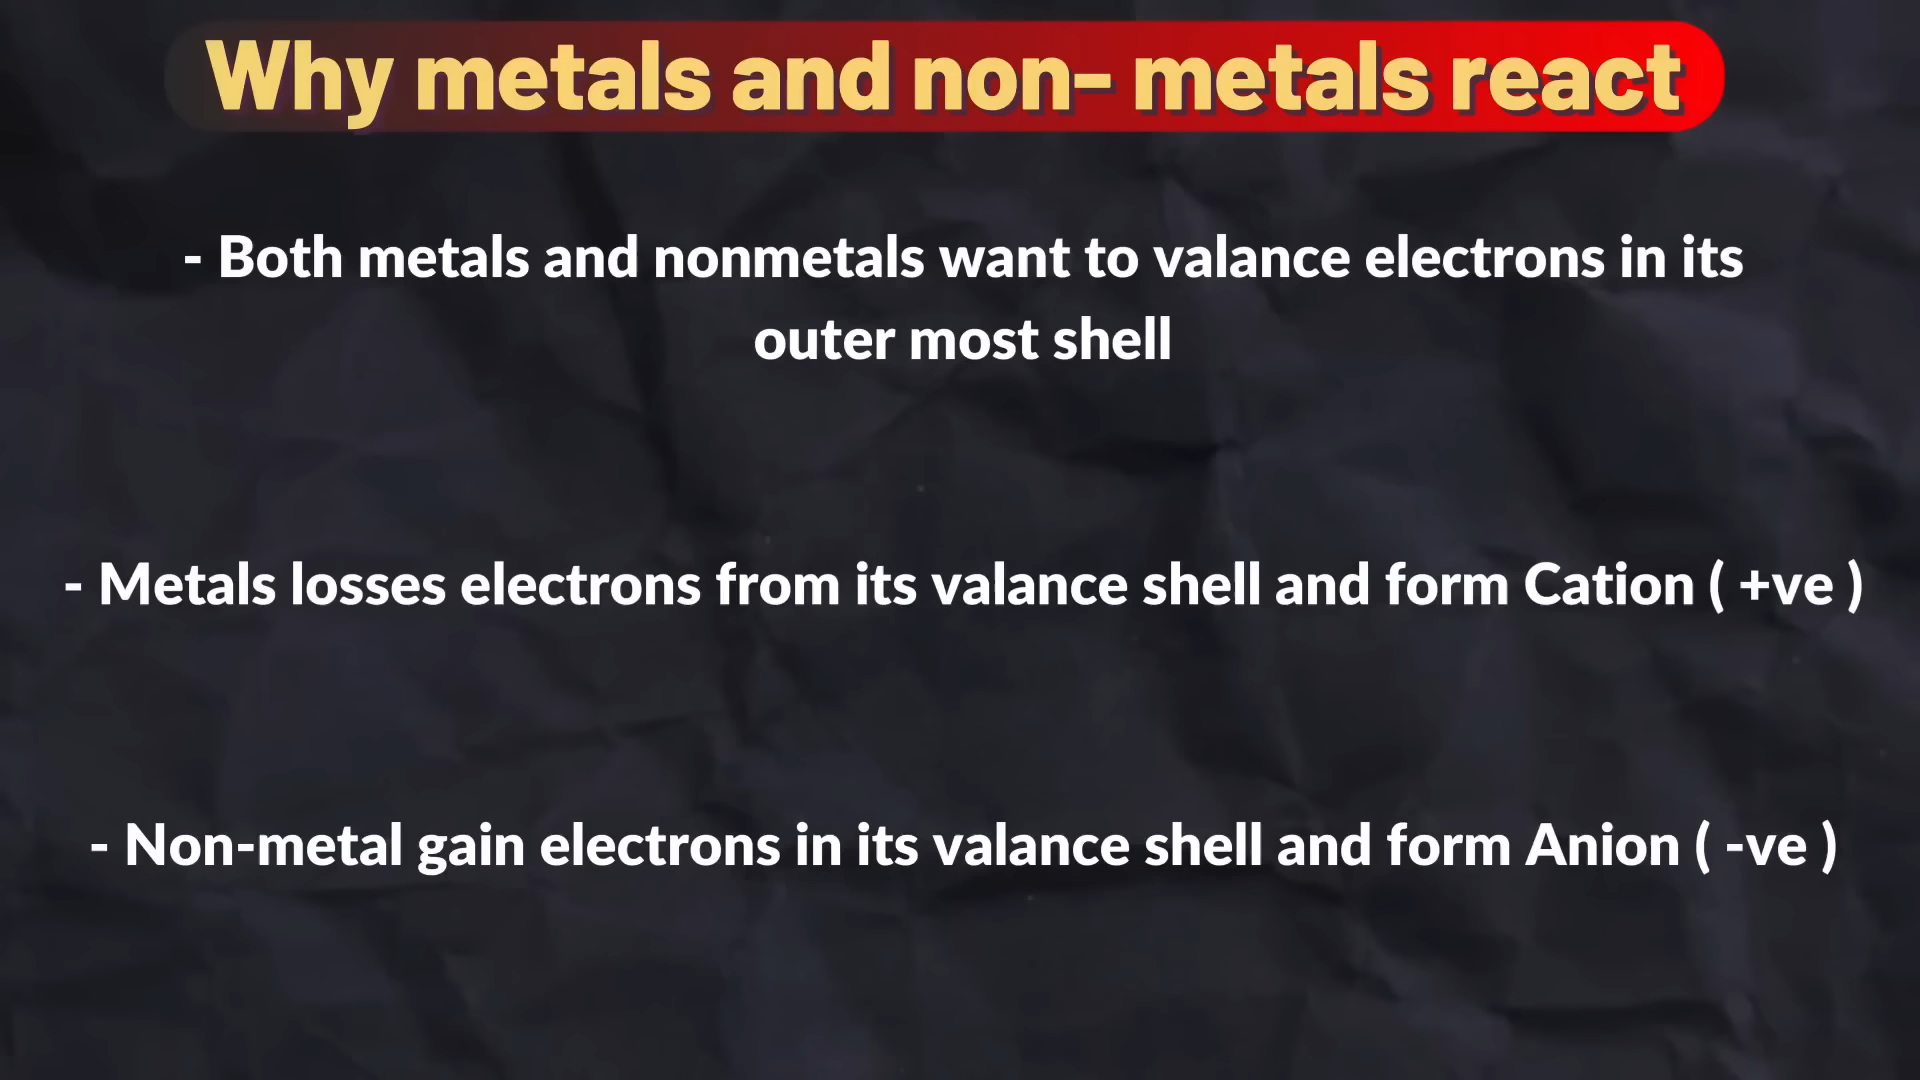 Why metals and non- metals react
- Both metals and nonmetals want to valance electrons in its
outer most shell
- Metals losses electrons from its valance shell and form Cation ( +ve )
- Non-metal gain electrons in its valance shell and form Anion ( -ve )